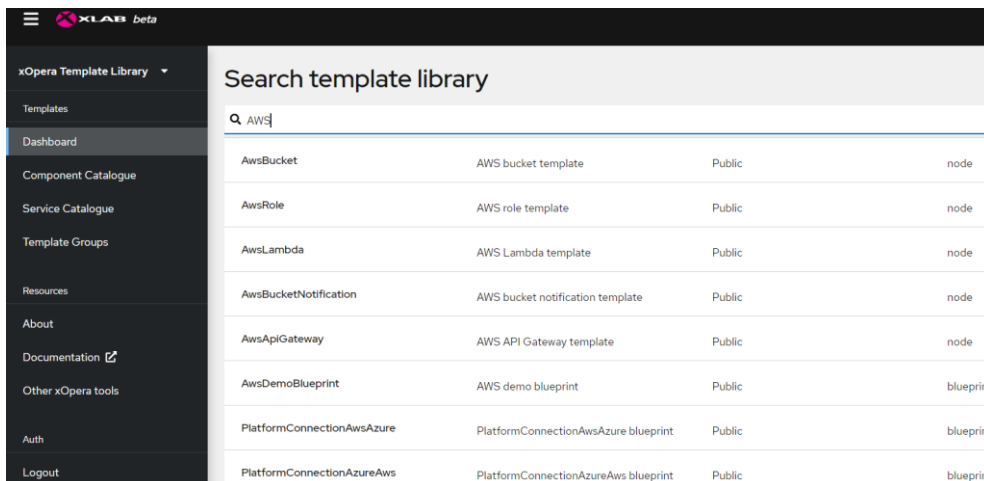 XLAB beta
xOpera Template Library
Search template library
Templates
AWS
Dashboard
AwsBucket AWS bucket template Public node
Component Catalogue
AwsRole AWS role template Public node
Service Catalogue
Template Groups
AwsLambda AWS Lambda template Public node
Resources
AwsBucketNotification AWS bucket notification template Public node
About
AwsApiGateway AWS API Gateway template Public node
Documentation
Other xOpera tools
AwsDemoBlueprint AWS demo blueprint Public blueprin
Auth
PlatformConnectionAwsAzure PlatformConnectionAwsAzure blueprint Public blueprin
Logout
PlatformConnectionAzureAws PlatformConnectionAzureAws blueprint Public blueprin